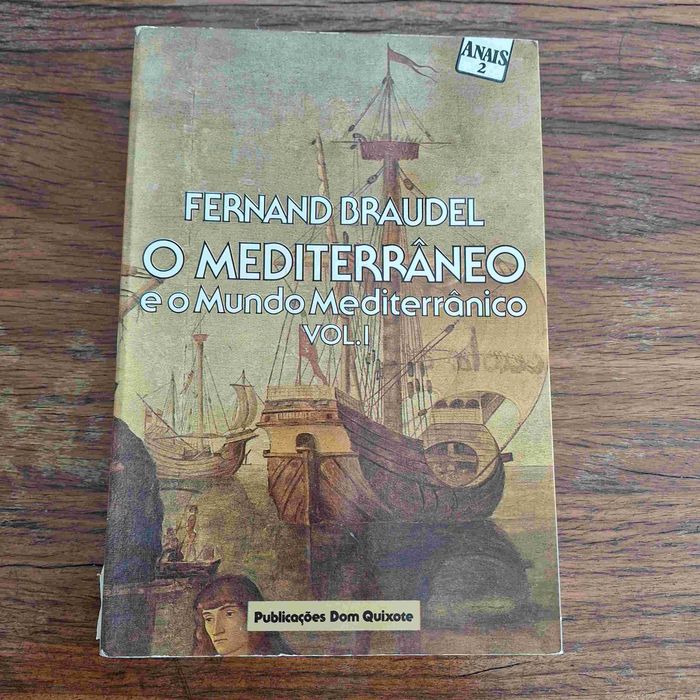 ANAIS
2
FERNAND BRAUDEL
O MEDITERRÂNEO
e o Mundo Mediterrânico
VOL. I
Publicações Dom Quixote